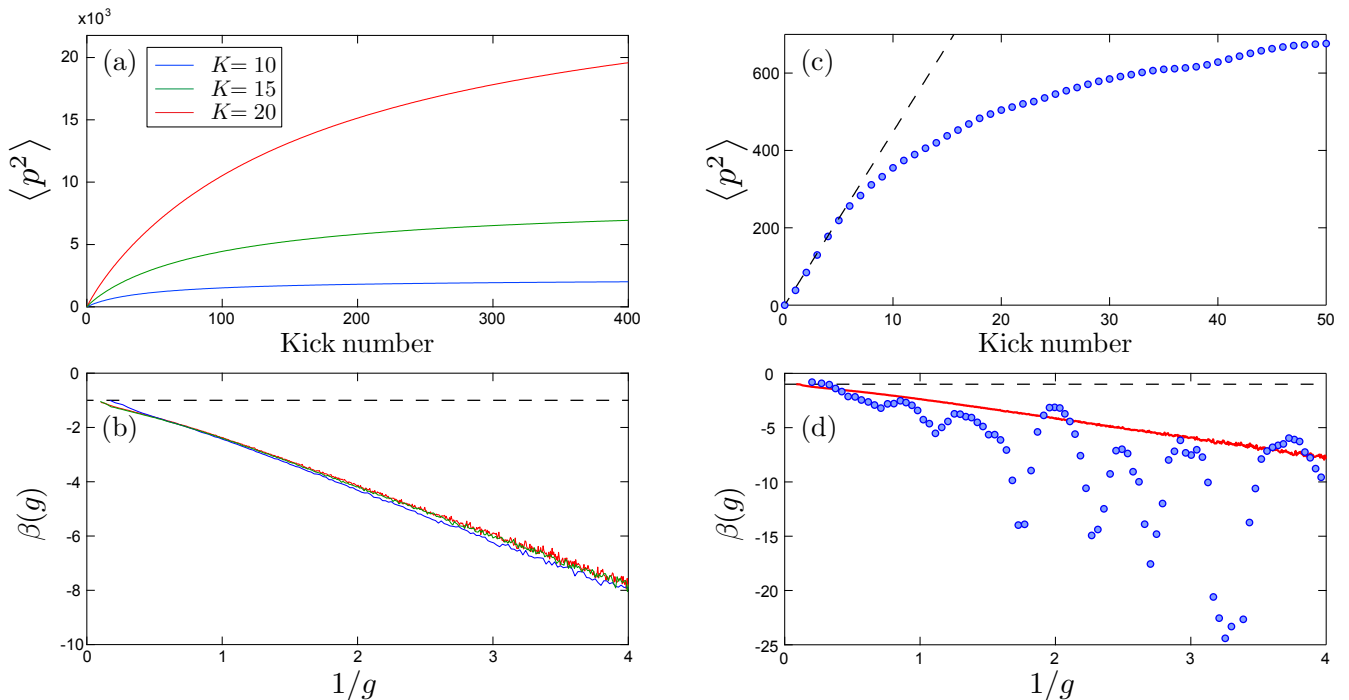 x10³
20
15
10
5
0
⟨p²⟩
(a)
K= 10
K= 15
K= 20
0
100
200
300
400
Kick number
600
400
200
0
⟨p²⟩
(c)
0
10
20
30
40
50
Kick number
0
-2
-4
-6
-8
-10
β(g)
(b)
0
1
2
3
4
1/g
0
-5
-10
-15
-20
-25
β(g)
(d)
0
1
2
3
4
1/g